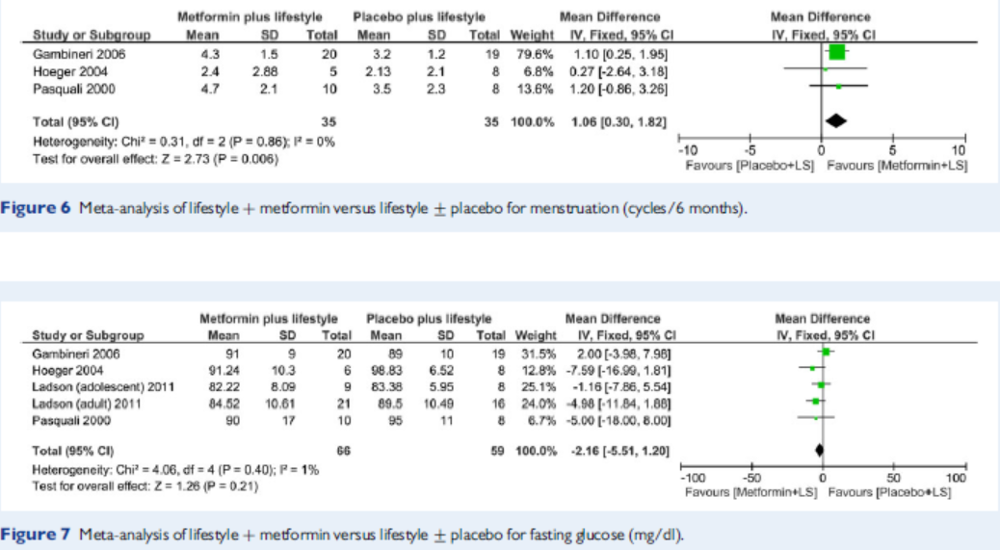 Metformin plus lifestyle Placebo plus lifestyle Mean Difference Mean Difference
Study or Subgroup Mean SD Total Mean SD Total Weight IV, Fixed, 95% CI IV, Fixed, 95% CI
Gambineri 2006 4.3 1.5 20 3.2 1.2 19 79.6% 1.10 [0.25, 1.95]
Hoeger 2004 2.4 2.88 5 2.13 2.1 8 6.8% 0.27 [-2.64, 3.18]
Pasquali 2000 4.7 2.1 10 3.5 2.3 8 13.6% 1.20 [-0.86, 3.26]
Total (95% CI) 35 35 100.0% 1.06 [0.30, 1.82]
Heterogeneity: Chi² = 0.31, df = 2 (P = 0.86); I² = 0%
Test for overall effect: Z = 2.73 (P = 0.006)
-10 -5 0 5 10
Favours [Placebo+LS] Favours [Metformin+LS]
Figure 6 Meta-analysis of lifestyle + metformin versus lifestyle ± placebo for menstruation (cycles/6 months).
Metformin plus lifestyle Placebo plus lifestyle Mean Difference Mean Difference
Study or Subgroup Mean SD Total Mean SD Total Weight IV, Fixed, 95% CI IV, Fixed, 95% CI
Gambineri 2006 91 9 20 89 10 19 31.5% 2.00 [-3.98, 7.98]
Hoeger 2004 91.24 10.3 6 98.83 6.52 8 12.8% -7.59 [-16.99, 1.81]
Ladson (adolescent) 2011 82.22 8.09 9 83.38 5.95 8 25.1% -1.16 [-7.86, 5.54]
Ladson (adult) 2011 84.52 10.61 21 89.5 10.49 16 24.0% -4.98 [-11.84, 1.88]
Pasquali 2000 90 17 10 95 11 8 6.7% -5.00 [-18.00, 8.00]
Total (95% CI) 66 59 100.0% -2.16 [-5.51, 1.20]
Heterogeneity: Chi² = 4.06, df = 4 (P = 0.40); I² = 1%
Test for overall effect: Z = 1.26 (P = 0.21)
-100 -50 0 50 100
Favours [Metformin+LS] Favours [Placebo+LS]
Figure 7 Meta-analysis of lifestyle + metformin versus lifestyle ± placebo for fasting glucose (mg/dl).